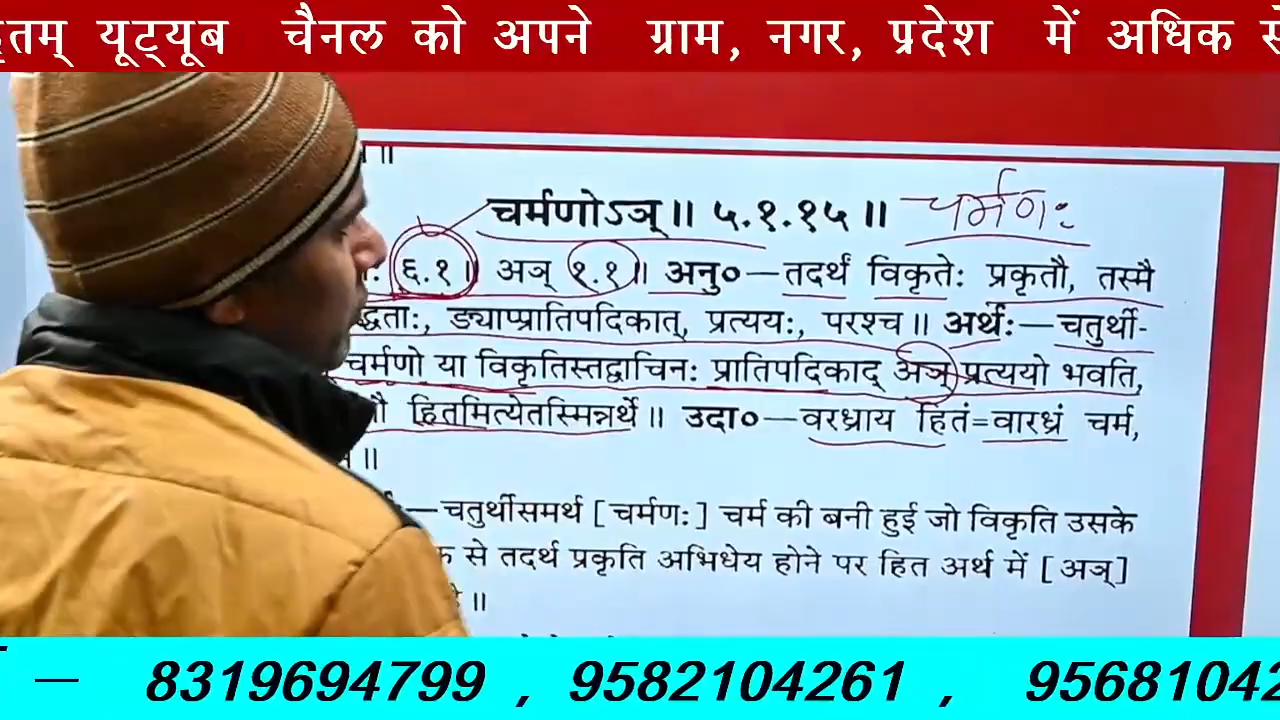 यूट्यूब चैनल को अपने ग्राम, नगर, प्रदेश में अधिक
॥
चर्मणोऽञ् ॥ ५.१.१५ ॥ चर्मणः
६.१ ॥ अञ् १.१ ॥ अनु०—तदर्थं विकृतेः प्रकृतौ, तस्मै
द्धिताः, ङ्याप्प्रातिपदिकात्, प्रत्ययः, परश्च ॥ अर्थः—चतुर्थी-
चर्मणो या विकृतिस्तद्वाचिनः प्रातिपदिकाद् अञ् प्रत्ययो भवति,
हितमित्येतस्मिन्नर्थे ॥ उदा०—वरध्राय हितं=वारध्रं चर्म,
॥
—चतुर्थीसमर्थ [चर्मणः] चर्म की बनी हुई जो विकृति उसके
से तदर्थ प्रकृति अभिधेय होने पर हित अर्थ में [अञ्]
॥
— 8319694799 , 9582104261 , 95681042